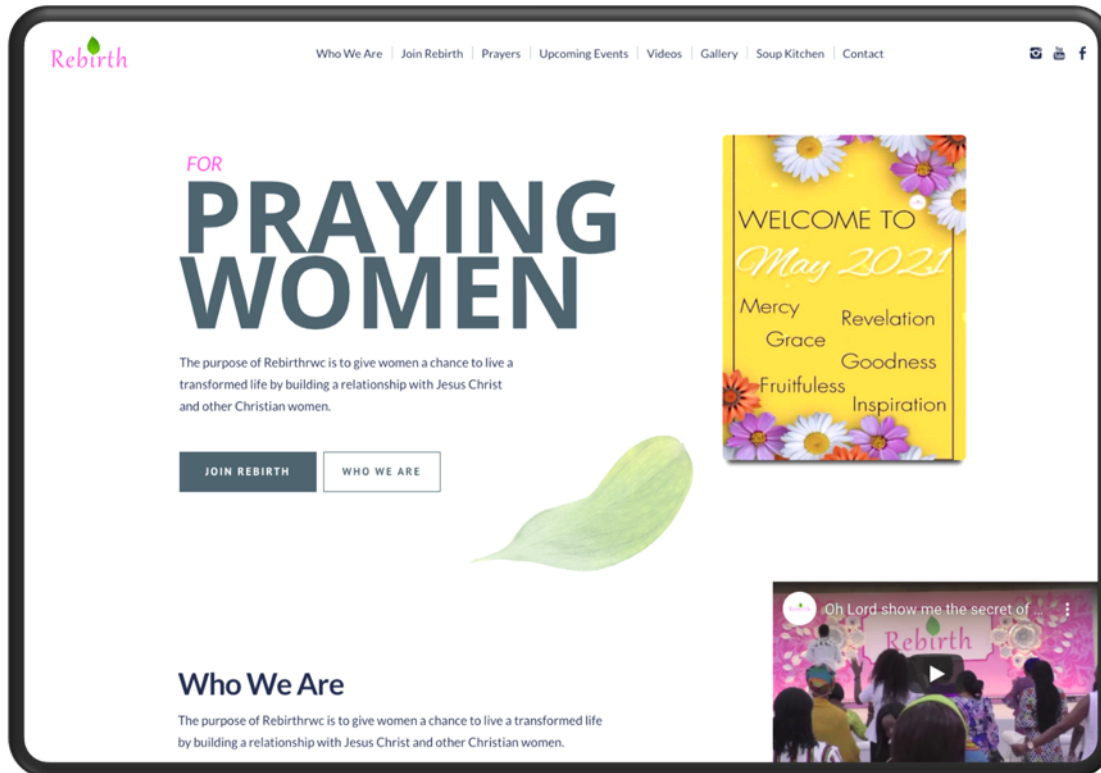 Rebirth
Who We Are
Join Rebirth
Prayers
Upcoming Events
Videos
Gallery
Soup Kitchen
Contact
You
FOR
PRAYING
WOMEN
The purpose of Rebirthrwc is to give women a chance to live a
transformed life by building a relationship with Jesus Christ
and other Christian women.
JOIN REBIRTH
WHO WE ARE
WELCOME TO
May 2021
Mercy
Revelation
Grace
Goodness
Fruitfuless
Inspiration
Oh Lord show me the secret of ...
Rebirth
Who We Are
The purpose of Rebirthrwc is to give women a chance to live a transformed life
by building a relationship with Jesus Christ and other Christian women.